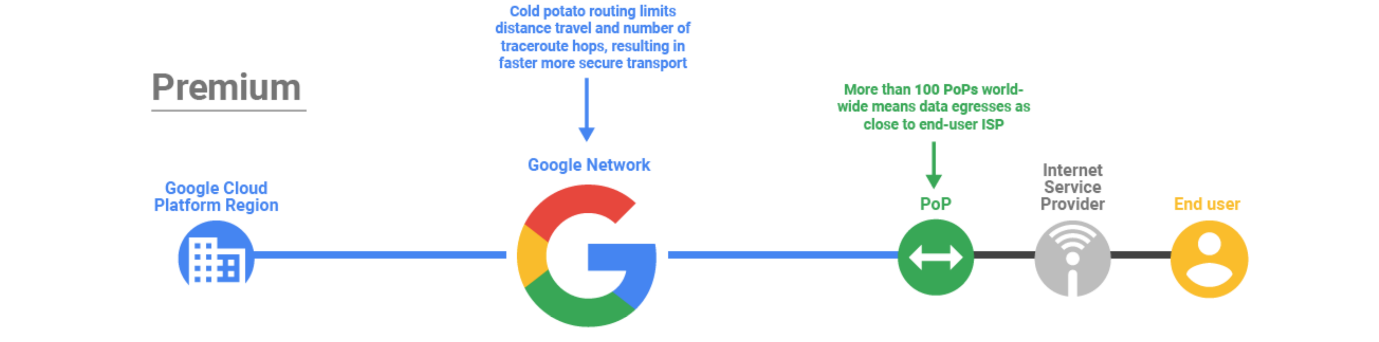 Cold potato routing limits
distance travel and number of
traceroute hops, resulting in
faster more secure transport
Premium
More than 100 PoPs world-
wide means data egresses as
close to end-user ISP
Google Network
Internet
Service
Provider
Google Cloud
Platform Region
PoP
End user